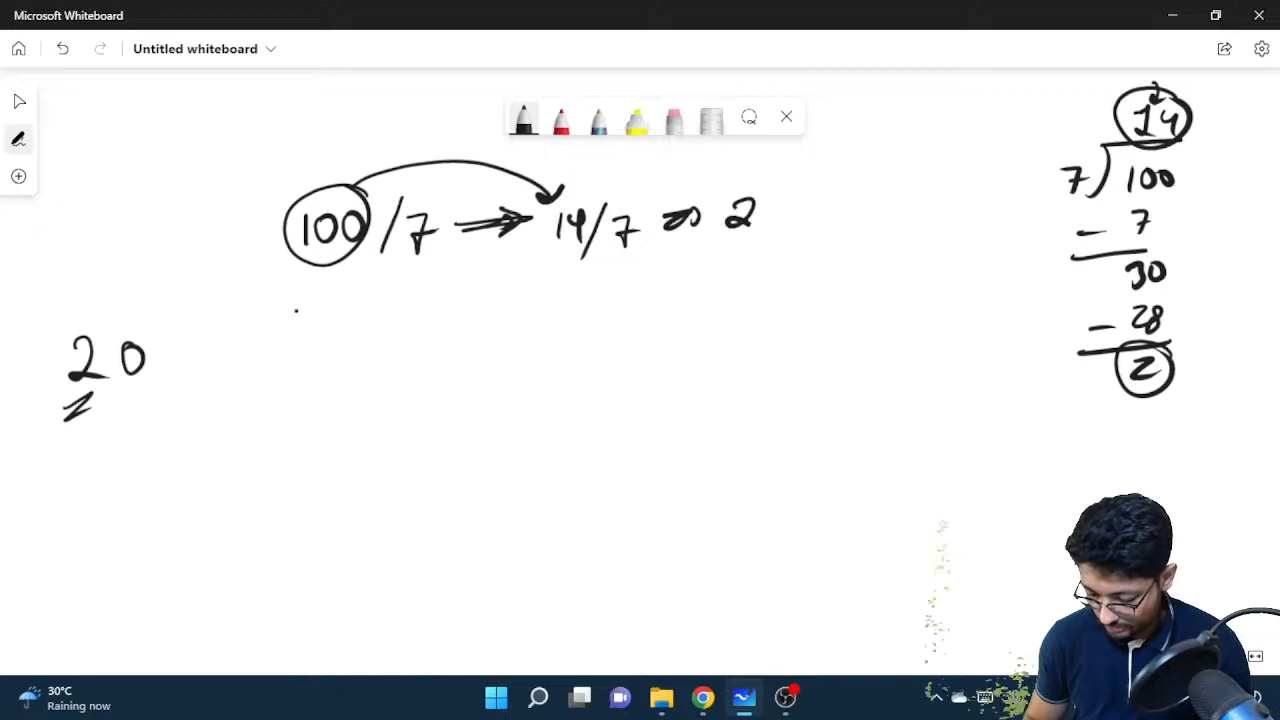 Microsoft Whiteboard
Untitled whiteboard
100/7 ⇒ 14/7 ⇒ 2
20
14
7)100
- 7
30
- 28
2
30°C
Raining now